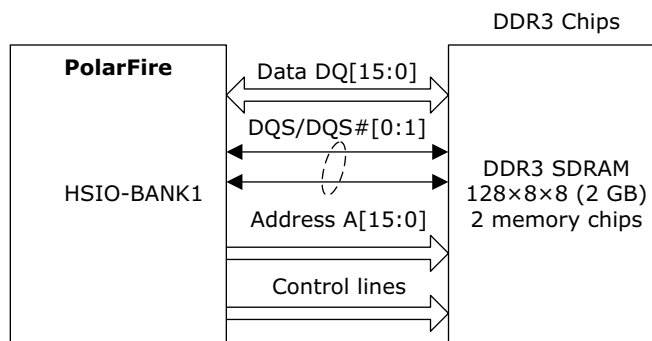 DDR3 Chips
PolarFire
Data DQ[15:0]
DQS/DQS#[0:1]
HSIO-BANK1
DDR3 SDRAM
128×8×8 (2 GB)
2 memory chips
Address A[15:0]
Control lines